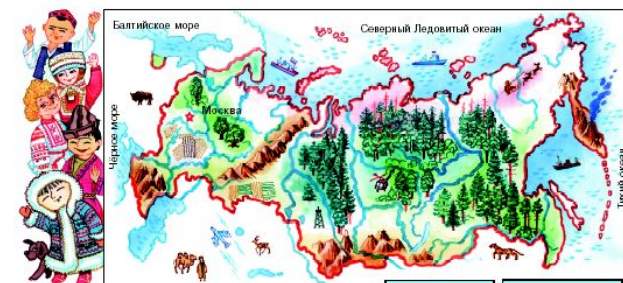 Балтийское море
Северный Ледовитый океан
Москва
Чёрное море
Тихий океан